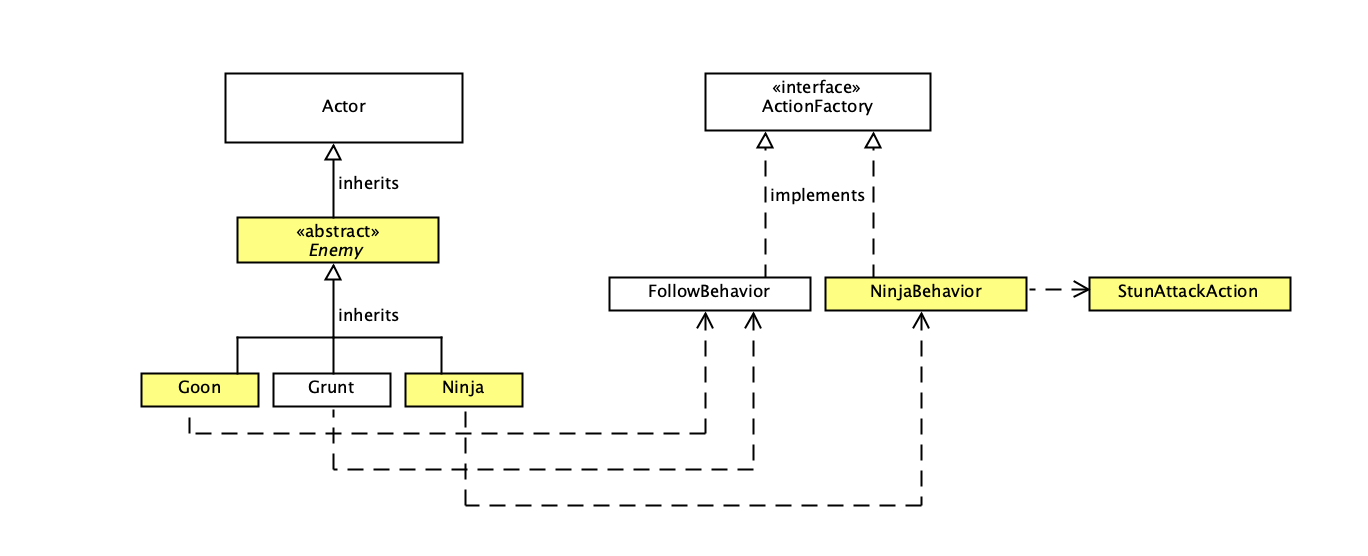 Actor
«interface»
ActionFactory
inherits
implements
«abstract»
Enemy
FollowBehavior
NinjaBehavior
StunAttackAction
inherits
Goon
Grunt
Ninja